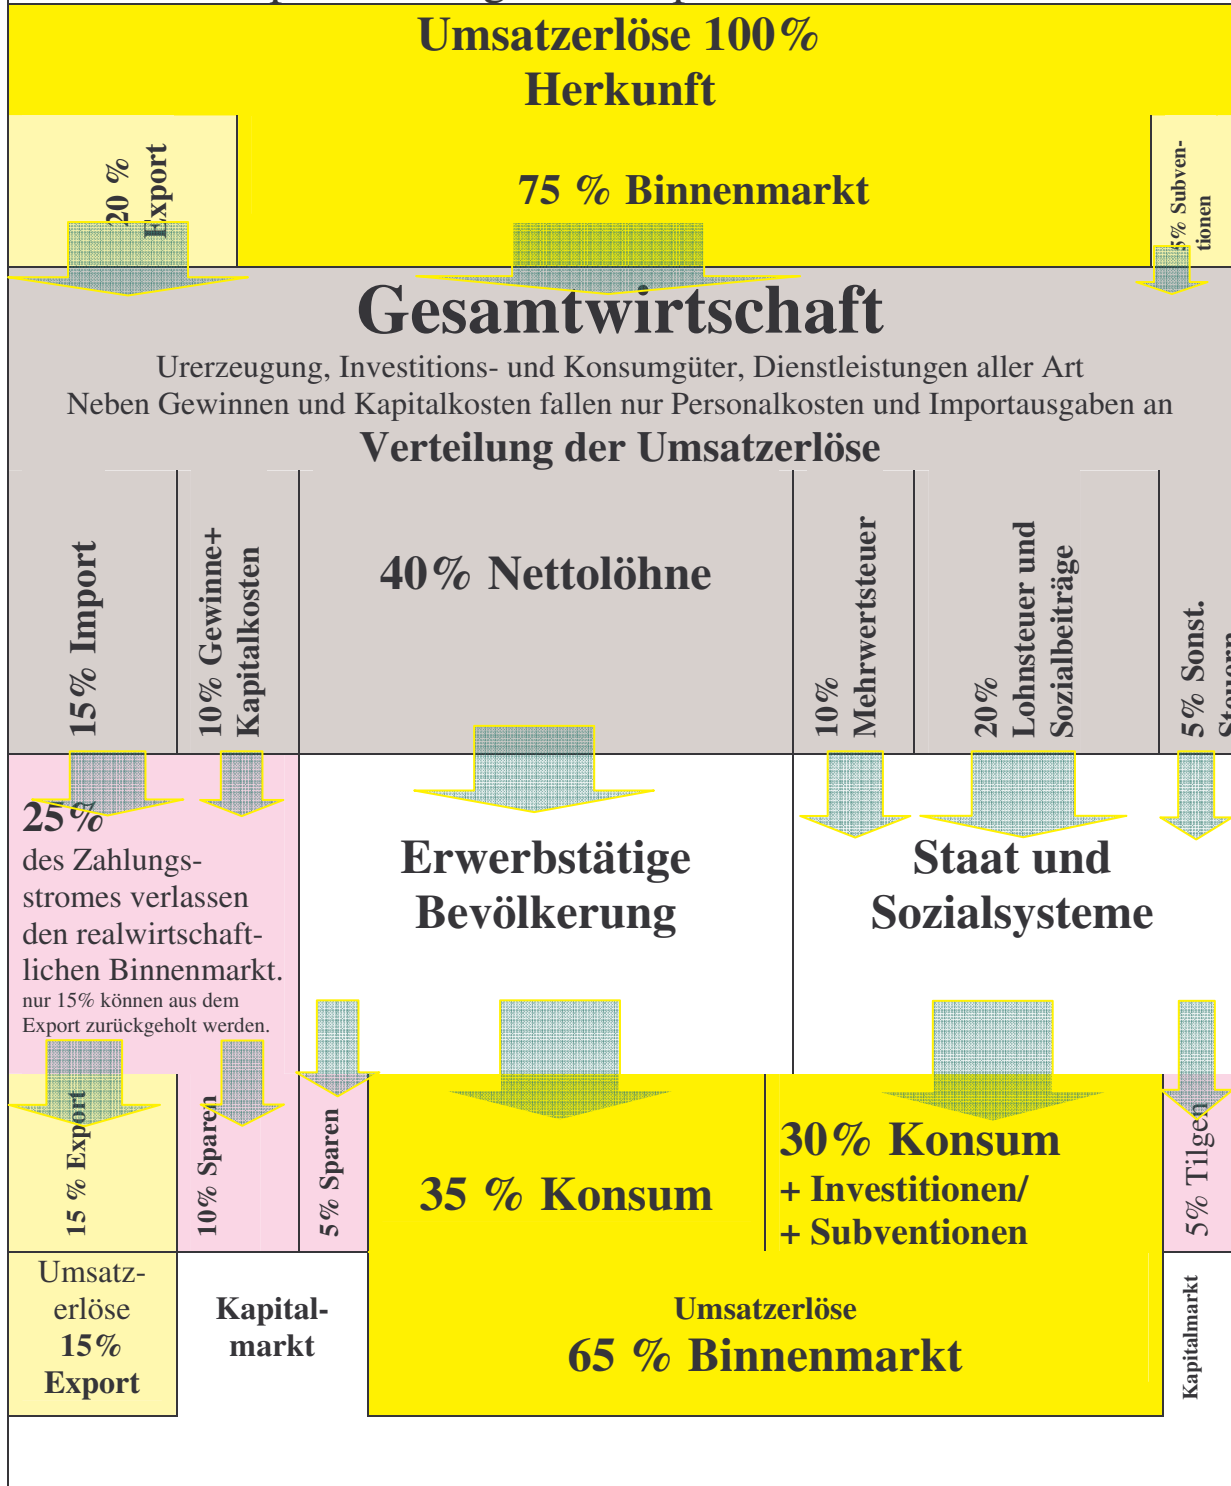 Umsatzerlöse 100%
Herkunft
20 %
Export
75 % Binnenmarkt
5% Subven-
tionen
Gesamtwirtschaft
Urerzeugung, Investitions- und Konsumgüter, Dienstleistungen aller Art
Neben Gewinnen und Kapitalkosten fallen nur Personalkosten und Importausgaben an
Verteilung der Umsatzerlöse
15% Import
10% Gewinne+
Kapitalkosten
40% Nettolöhne
10%
Mehrwertsteuer
20%
Lohnsteuer und
Sozialbeiträge
5% Sonst.
Steuern
25%
des Zahlungs-
stromes verlassen
den realwirtschaft-
lichen Binnenmarkt.
nur 15% können aus dem
Export zurückgeholt werden.
Erwerbstätige
Bevölkerung
Staat und
Sozialsysteme
15 % Export
10% Sparen
5% Sparen
35 % Konsum
30% Konsum
+ Investitionen/
+ Subventionen
5% Tilgen
Umsatz-
erlöse
15%
Export
Kapital-
markt
Umsatzerlöse
65 % Binnenmarkt
Kapitalmarkt